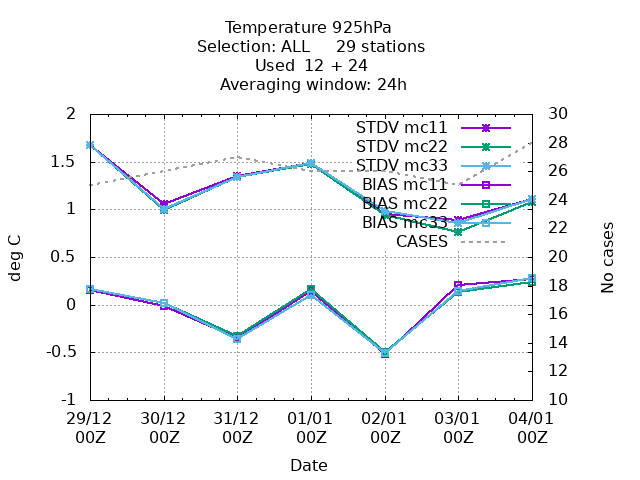 Temperature 925hPa
Selection: ALL     29 stations
Used  12 + 24
Averaging window: 24h
deg C
2
1.5
1
0.5
0
-0.5
-1
STDV mc11
STDV mc22
STDV mc33
BIAS mc11
BIAS mc22
BIAS mc33
CASES
30
28
26
24
22
20
18
16
14
12
10
No cases
29/12 30/12 31/12 01/01 02/01 03/01 04/01
00Z 00Z 00Z 00Z 00Z 00Z 00Z
Date